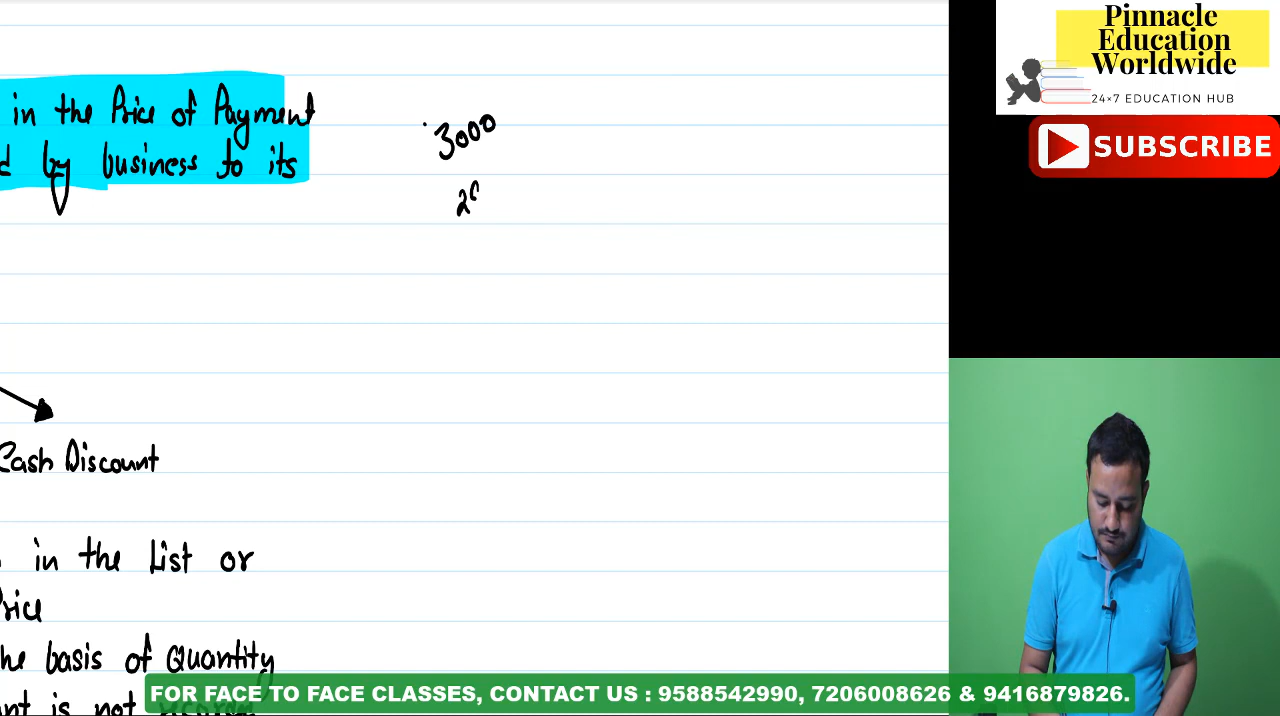 in the Price of Payment
by business to its
3000
Cash Discount
in the List or
Price
the basis of Quantity
is not
Pinnacle
Education
Worldwide
24×7 EDUCATION HUB
SUBSCRIBE
FOR FACE TO FACE CLASSES, CONTACT US : 9588542990, 7206008626 & 9416879826.